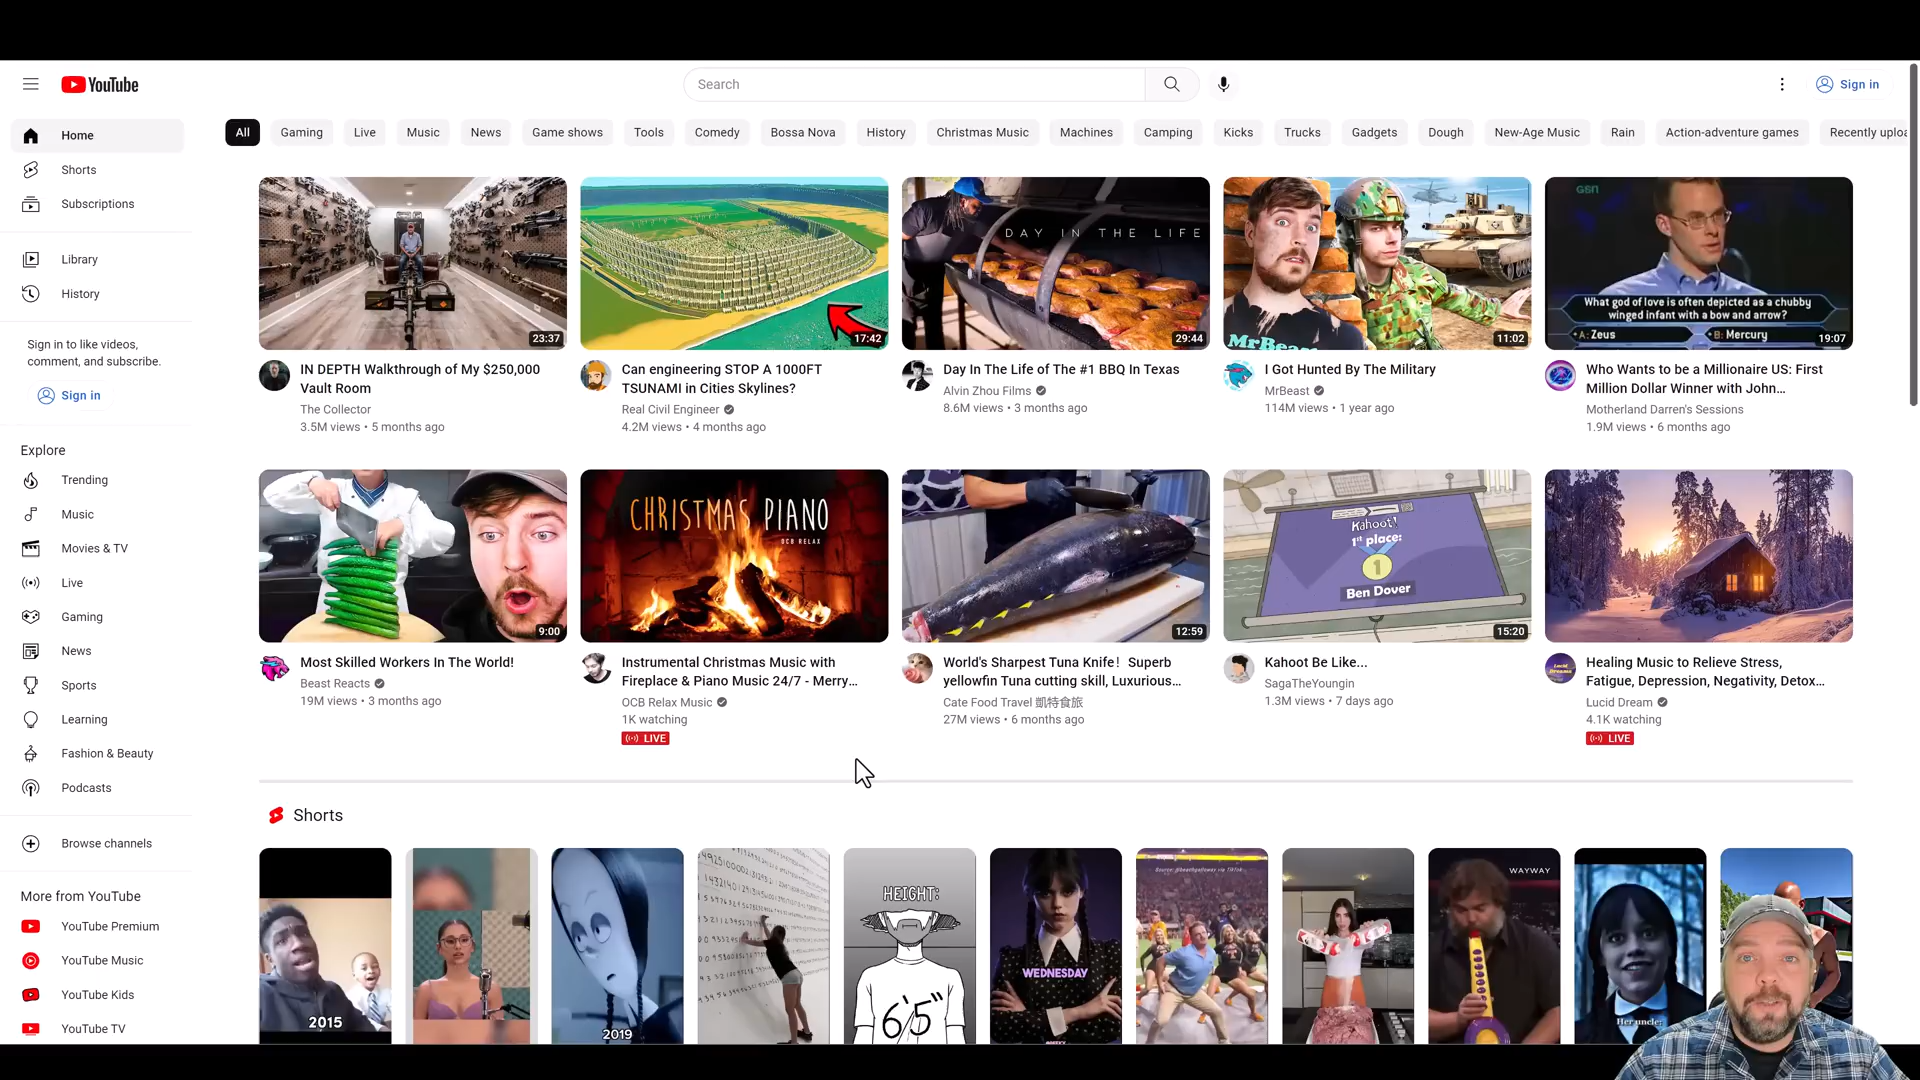 YouTube
Search
Sign in
Home
Shorts
Subscriptions
Library
History
Sign in to like videos,
comment, and subscribe.
Sign in
Explore
Trending
Music
Movies & TV
Live
Gaming
News
Sports
Learning
Fashion & Beauty
Podcasts
Browse channels
More from YouTube
YouTube Premium
YouTube Music
YouTube Kids
YouTube TV
All Gaming Live Music News Game shows Tools Comedy Bossa Nova History Christmas Music Machines Camping Kicks Trucks Gadgets Dough New-Age Music Rain Action-adventure games Recently uploa
23:37
IN DEPTH Walkthrough of My $250,000
Vault Room
The Collector
3.5M views • 5 months ago
17:42
Can engineering STOP A 1000FT
TSUNAMI in Cities Skylines?
Real Civil Engineer
4.2M views • 4 months ago
DAY IN THE LIFE
29:44
Day In The Life of The #1 BBQ In Texas
Alvin Zhou Films
8.6M views • 3 months ago
MrBeast
11:02
I Got Hunted By The Military
MrBeast
114M views • 1 year ago
GSN
What god of love is often depicted as a chubby
winged infant with a bow and arrow?
A: Zeus B: Mercury
19:07
Who Wants to be a Millionaire US: First
Million Dollar Winner with John...
Motherland Darren's Sessions
1.9M views • 6 months ago
9:00
Most Skilled Workers In The World!
Beast Reacts
19M views • 3 months ago
CHRISTMAS PIANO
OCB RELAX
Instrumental Christmas Music with
Fireplace & Piano Music 24/7 - Merry...
OCB Relax Music
1K watching
LIVE
12:59
World's Sharpest Tuna Knife！Superb
yellowfin Tuna cutting skill, Luxurious...
Cate Food Travel 凱特食旅
27M views • 6 months ago
Kahoot!
1st place:
1
Ben Dover
15:20
Kahoot Be Like...
SagaTheYoungin
1.3M views • 7 days ago
Healing Music to Relieve Stress,
Fatigue, Depression, Negativity, Detox...
Lucid Dream
4.1K watching
LIVE
Shorts
2015
2019
HEIGHT:
6'5"
WEDNESDAY
WAYWAY
Her uncle: